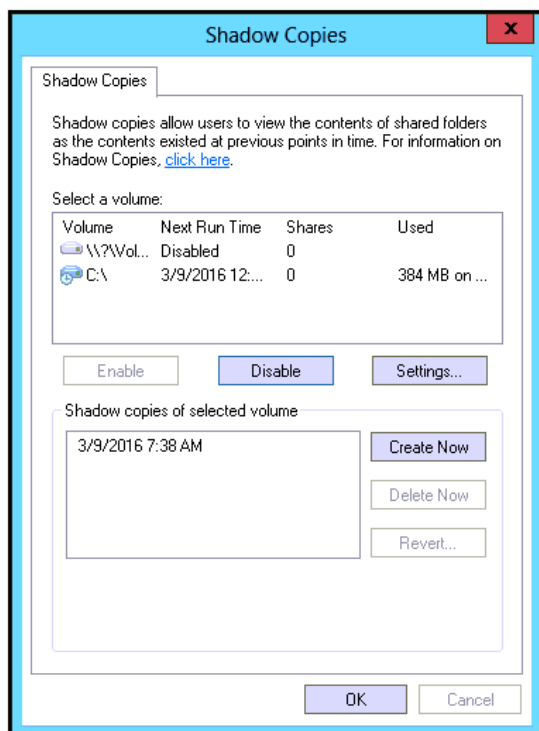 Shadow Copies
x
Shadow Copies
Shadow copies allow users to view the contents of shared folders
as the contents existed at previous points in time. For information on
Shadow Copies, click here.
Select a volume:
Volume Next Run Time Shares Used
\\?\Vol... Disabled 0
C:\ 3/9/2016 12:... 0 384 MB on ...
Enable Disable Settings...
Shadow copies of selected volume
3/9/2016 7:38 AM
Create Now
Delete Now
Revert...
OK Cancel